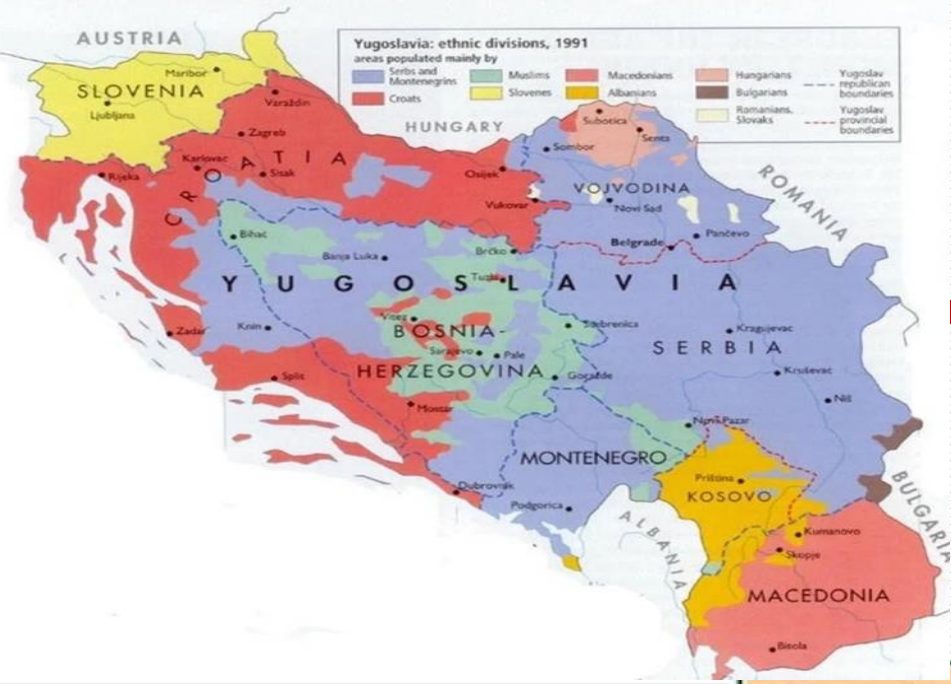 AUSTRIA
Yugoslavia: ethnic divisions, 1991
areas populated mainly by
Serbs and
Montenegrins
Croats
Muslims
Slovenes
Macedonians
Albanians
Hungarians
Bulgarians
Romanians.
Slovaks
Yugoslav
republican
boundaries
Yugoslav
provincial
boundaries
Maribor
SLOVENIA
Ljubljana
Varaždin
HUNGARY
Zagreb
Subotica
Senta
Sombor
CROATIA
Karlovac
Sisak
Rijeka
Osijek
ROMANIA
VOJVODINA
Vukovar
Novi Sad
Pančevo
Belgrade
Bihać
Banja Luka
Brčko
Tuzla
YUGOSLAVIA
Zadar
Knin
Vitez
BOSNIA-
Srebrenica
Kragujevac
SERBIA
Sarajevo
Pale
HERZEGOVINA
Goražde
Kruševac
Split
Niš
Mostar
Novi Pazar
MONTENEGRO
Priština
KOSOVO
Dubrovnik
Podgorica
BULGARIA
ALBANIA
Kumanovo
Skopje
MACEDONIA
Bitola